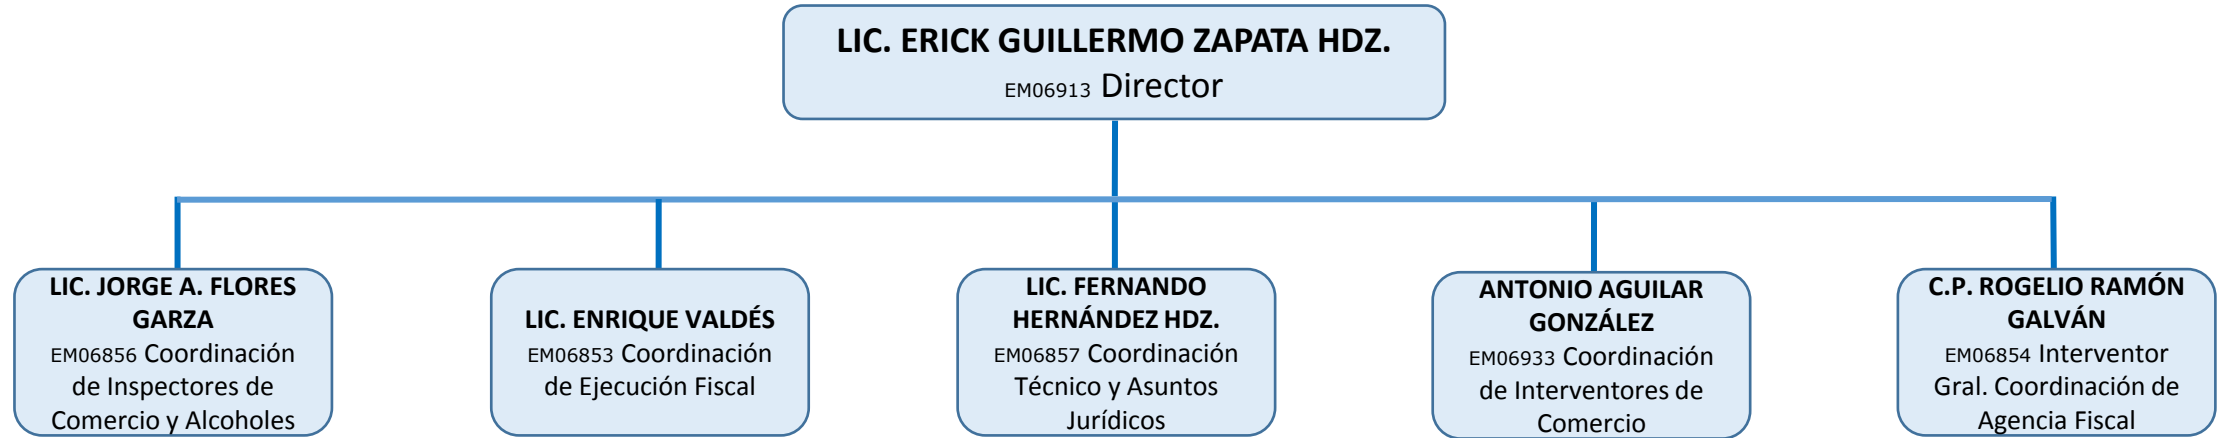 LIC. ERICK GUILLERMO ZAPATA HDZ.
EM06913 Director
LIC. JORGE A. FLORES
GARZA
EM06856 Coordinación
de Inspectores de
Comercio y Alcoholes
LIC. ENRIQUE VALDÉS
EM06853 Coordinación
de Ejecución Fiscal
LIC. FERNANDO
HERNÁNDEZ HDZ.
EM06857 Coordinación
Técnico y Asuntos
Jurídicos
ANTONIO AGUILAR
GONZÁLEZ
EM06933 Coordinación
de Interventores de
Comercio
C.P. ROGELIO RAMÓN
GALVÁN
EM06854 Interventor
Gral. Coordinación de
Agencia Fiscal